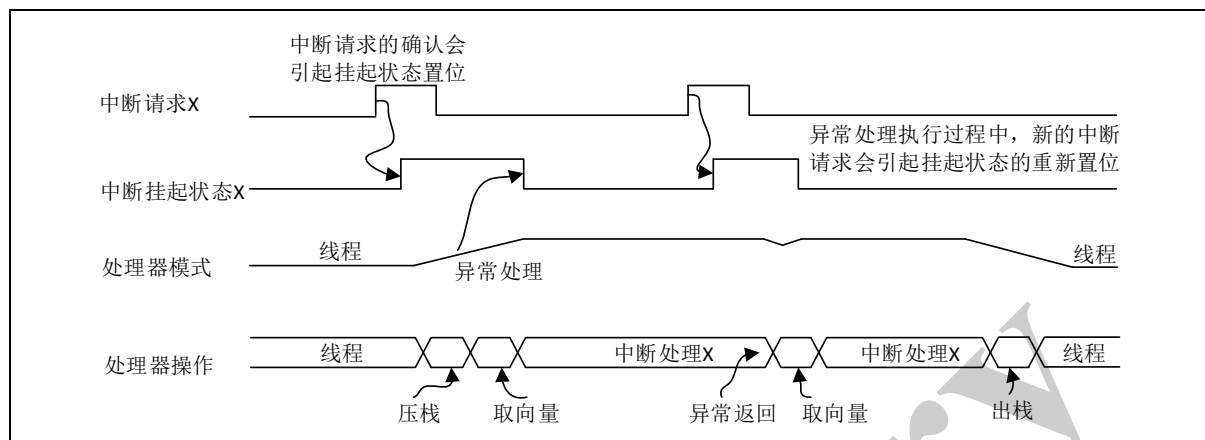 中断请求的确认会
引起挂起状态置位
中断请求X
异常处理执行过程中，新的中断
请求会引起挂起状态的重新置位
中断挂起状态X
线程
线程
处理器模式
异常处理
线程
中断处理X
中断处理X
线程
处理器操作
压栈
取向量
异常返回
取向量
出栈